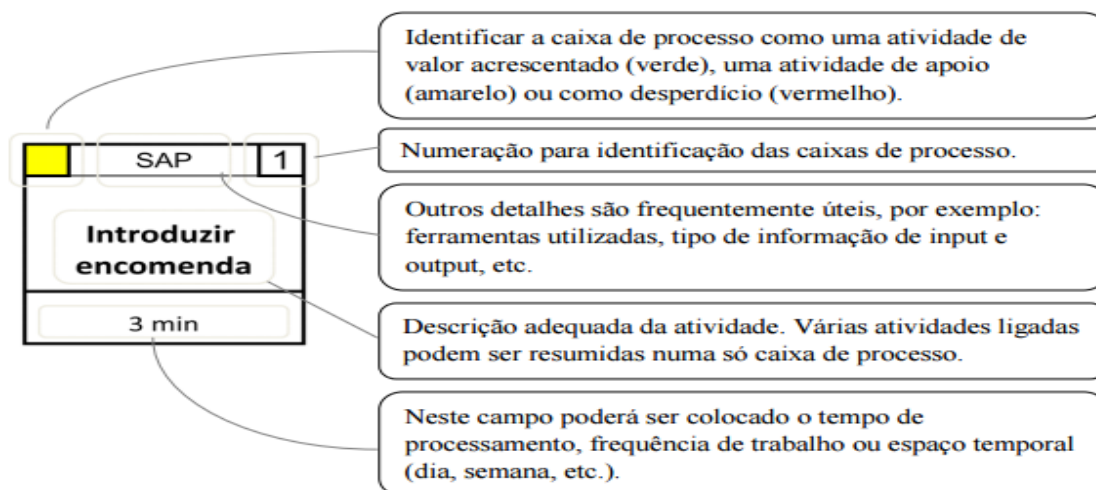 Identificar a caixa de processo como uma atividade de
valor acrescentado (verde), uma atividade de apoio
(amarelo) ou como desperdício (vermelho).
SAP
1
Numeração para identificação das caixas de processo.
Outros detalhes são frequentemente úteis, por exemplo:
ferramentas utilizadas, tipo de informação de input e
output, etc.
Introduzir
encomenda
3 min
Descrição adequada da atividade. Várias atividades ligadas
podem ser resumidas numa só caixa de processo.
Neste campo poderá ser colocado o tempo de
processamento, frequência de trabalho ou espaço temporal
(dia, semana, etc.).